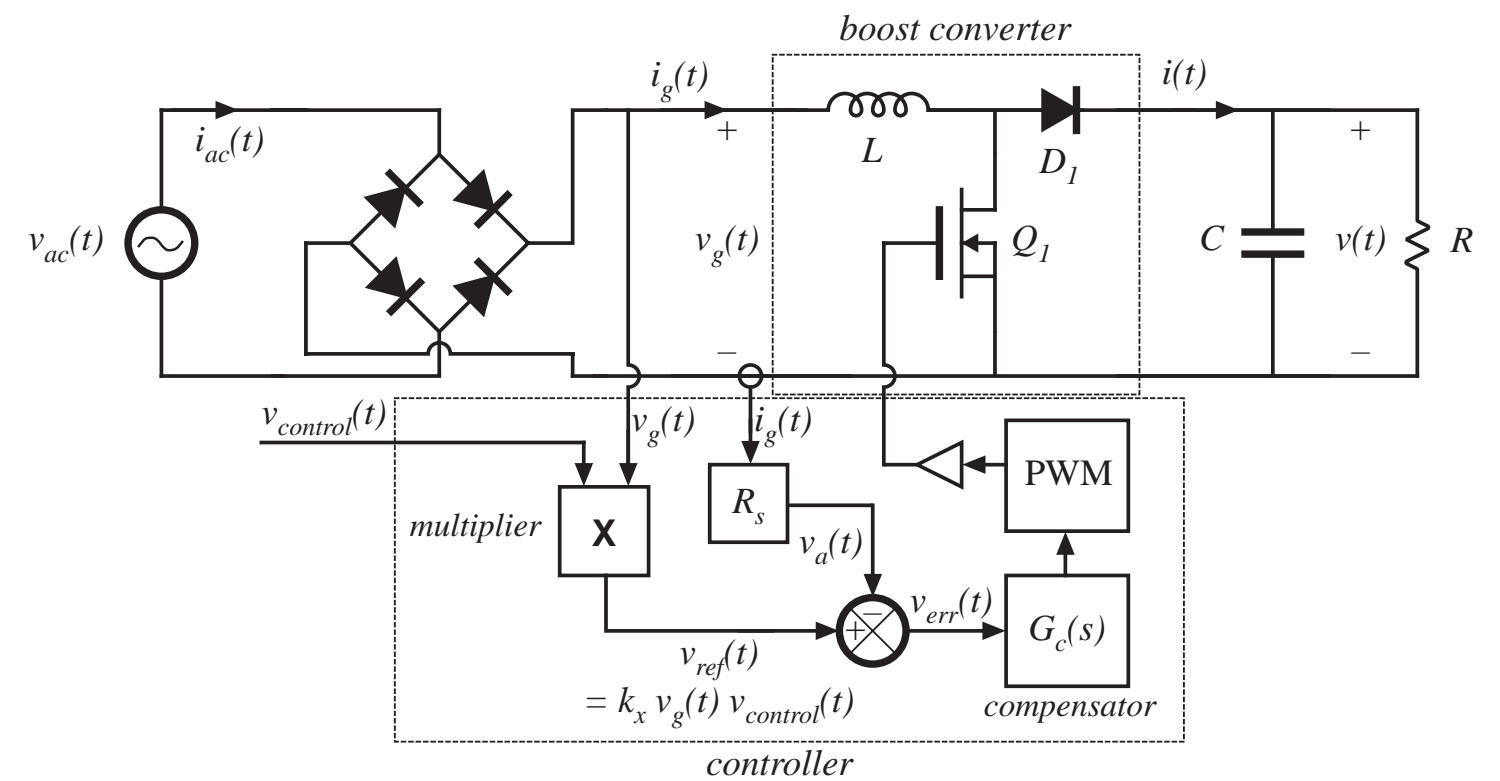 boost converter
i_g(t)
i(t)
i_ac(t)
+
L
D_1
+
v_ac(t)
v_g(t)
Q_1
C
v(t)
R
–
–
v_control(t)
v_g(t)
i_g(t)
multiplier
X
R_s
PWM
v_a(t)
–
+
v_err(t)
G_c(s)
v_ref(t)
= k_x v_g(t) v_control(t)
compensator
controller